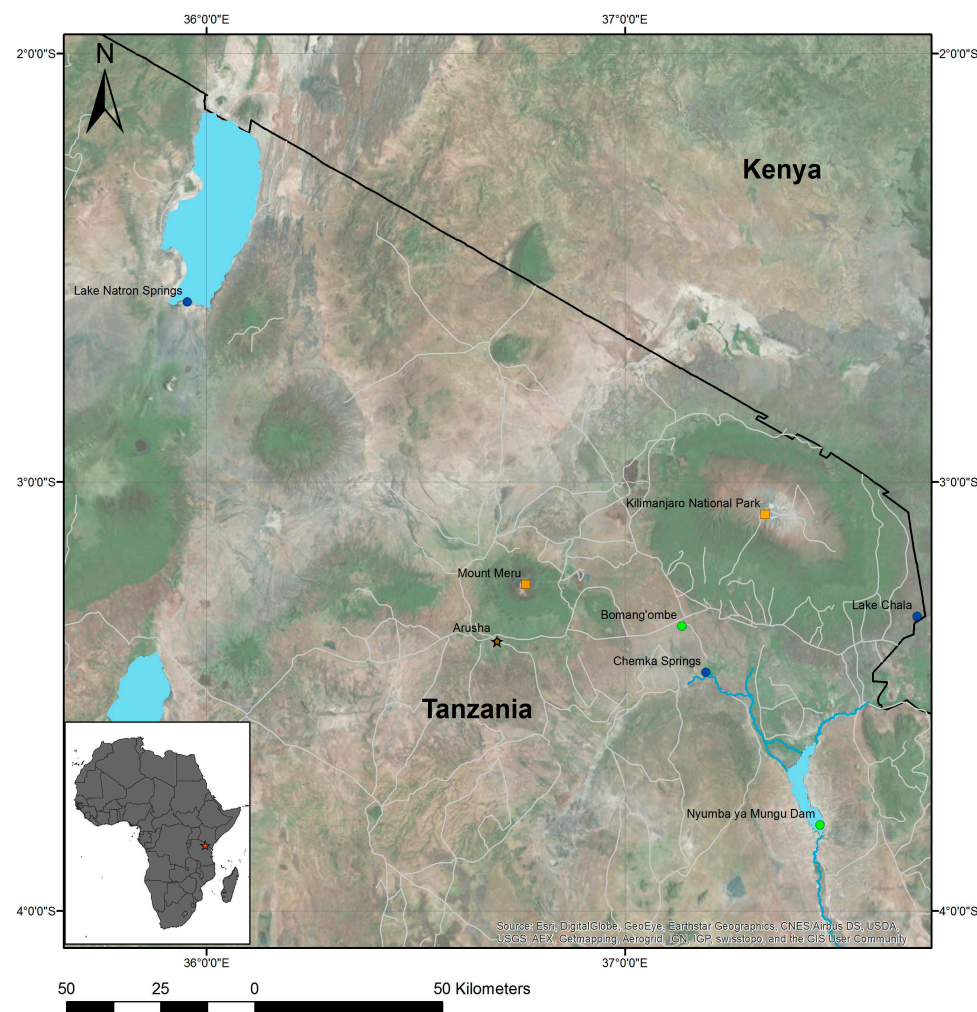 36°0'0"E
37°0'0"E
2°0'0"S
2°0'0"S
N
Kenya
Lake Natron Springs
3°0'0"S
3°0'0"S
Kilimanjaro National Park
Mount Meru
Lake Chala
Bomang'ombe
Arusha
Chemka Springs
Tanzania
Nyumba ya Mungu Dam
4°0'0"S
4°0'0"S
Source: Esri, DigitalGlobe, GeoEye, Earthstar Geographics, CNES/Airbus DS, USDA,
USGS, AEX, Getmapping, Aerogrid, IGN, IGP, swisstopo, and the GIS User Community
36°0'0"E
37°0'0"E
50 25 0 50 Kilometers